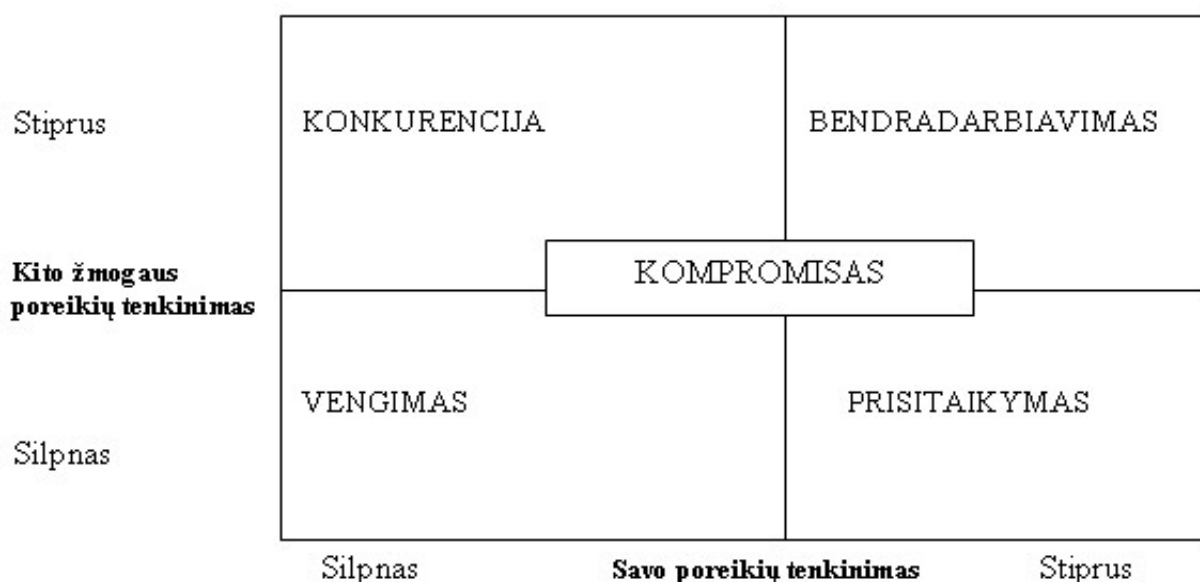 Stiprus
KONKURENCIJA
BENDRADARBIAVIMAS
Kito žmogaus
poreikių tenkinimas
KOMPROMISAS
VENGIMAS
PRISITAIKYMAS
Silpnas
Silpnas
Savo poreikių tenkinimas
Stiprus